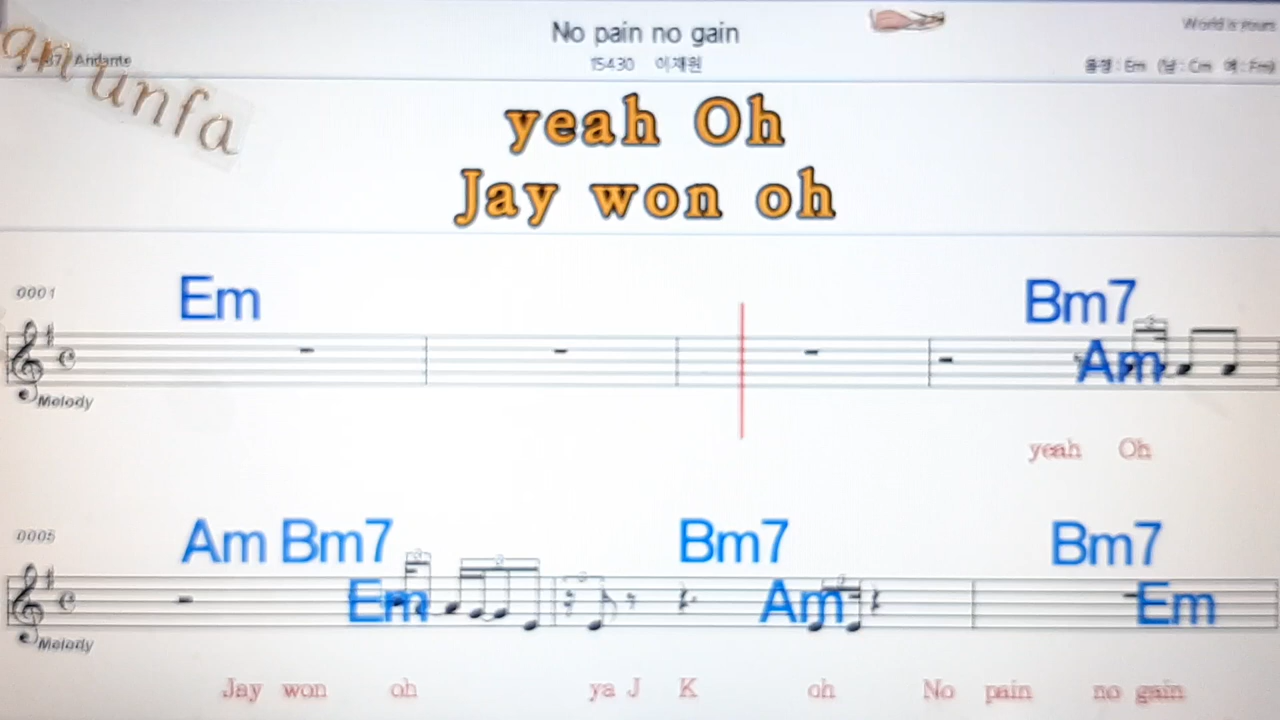 No pain no gain
World is yours
Andante
15430 이재원
an unfa
yeah Oh
Jay won oh
0001
Em Bm7
Am
Melody
yeah Oh
0005
Am Bm7 Bm7 Bm7
Em Am Em
Melody
Jay won oh ya J K oh No pain no gain